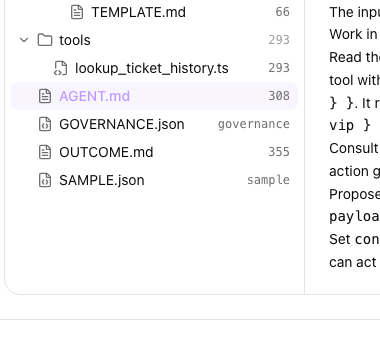 TEMPLATE.md 66
tools 293
lookup_ticket_history.ts 293
AGENT.md 308
GOVERNANCE.json governance
OUTCOME.md 355
SAMPLE.json sample
The inpu
Work in
Read the
tool with
} }. It r
vip }
Consult
action g
Propose
payloa
Set con
can act